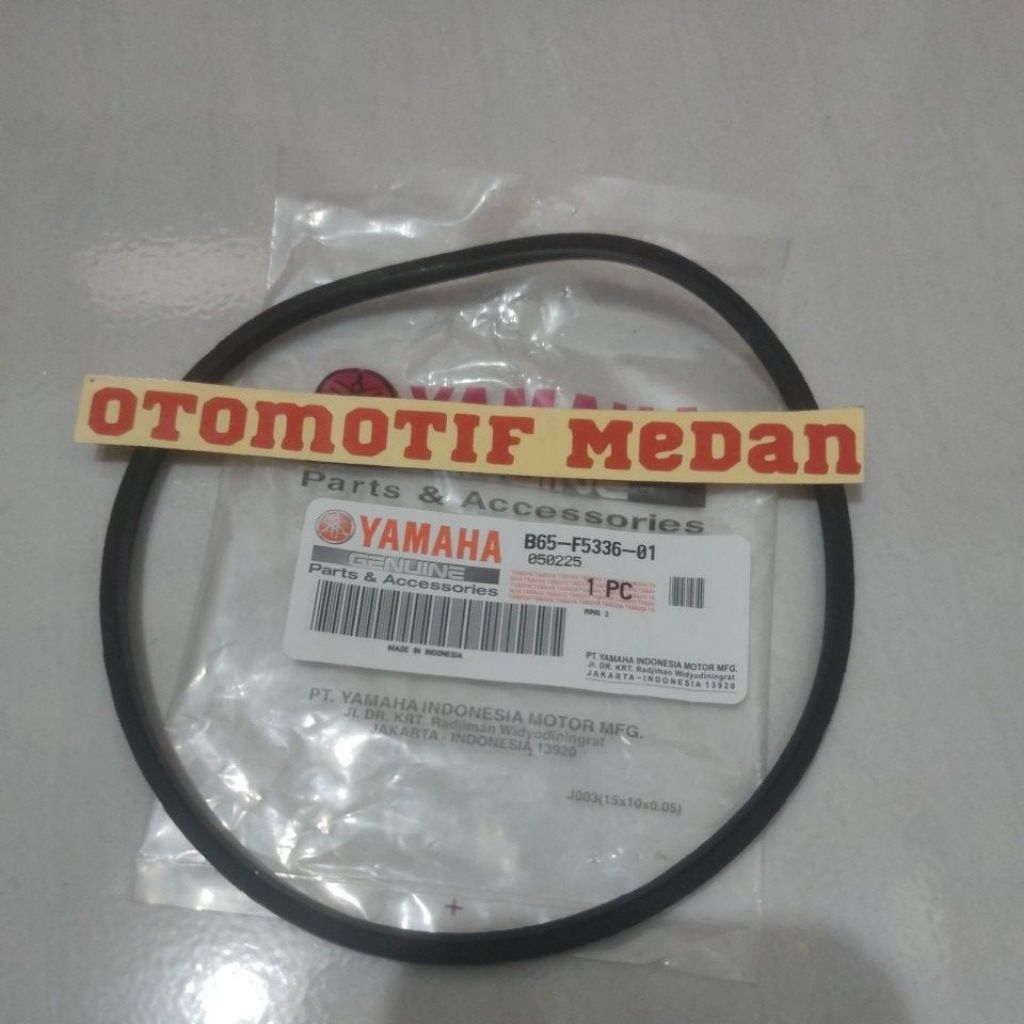 YAMAHA
OTOMOTIF MEDAN
GENUINE
Parts & Accessories
YAMAHA
GENUINE
Parts & Accessories
B65-F5336-01
050225
1 PC
RING 2
MADE IN INDONESIA
PT. YAMAHA INDONESIA MOTOR MFG.
Jl. DR. KRT. Radjiman Widyodiningrat
JAKARTA - INDONESIA 13920
PT. YAMAHA INDONESIA MOTOR MFG.
Jl. DR. KRT. Radjiman Widyodiningrat
JAKARTA - INDONESIA 13920
J003(15x10x0.05)